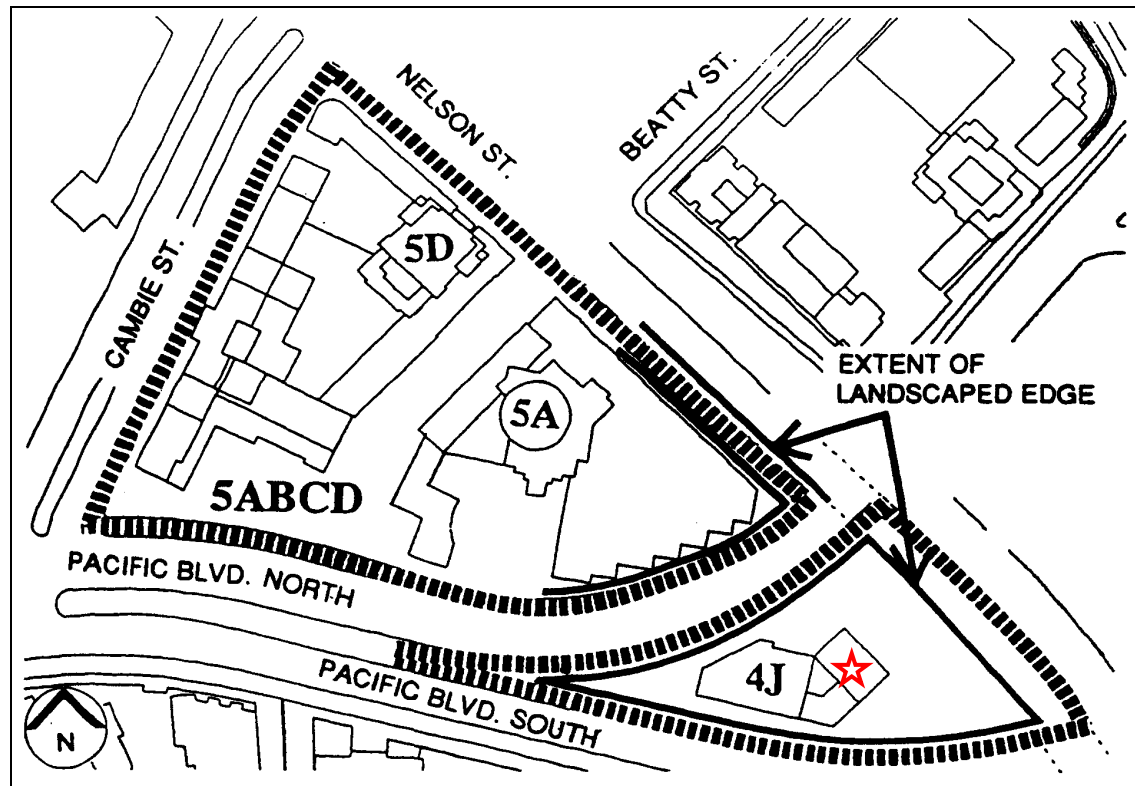 NELSON ST.
BEATTY ST.
5D
CAMBIE ST.
EXTENT OF
LANDSCAPED EDGE
5A
5ABCD
PACIFIC BLVD. NORTH
4J
PACIFIC BLVD. SOUTH
N